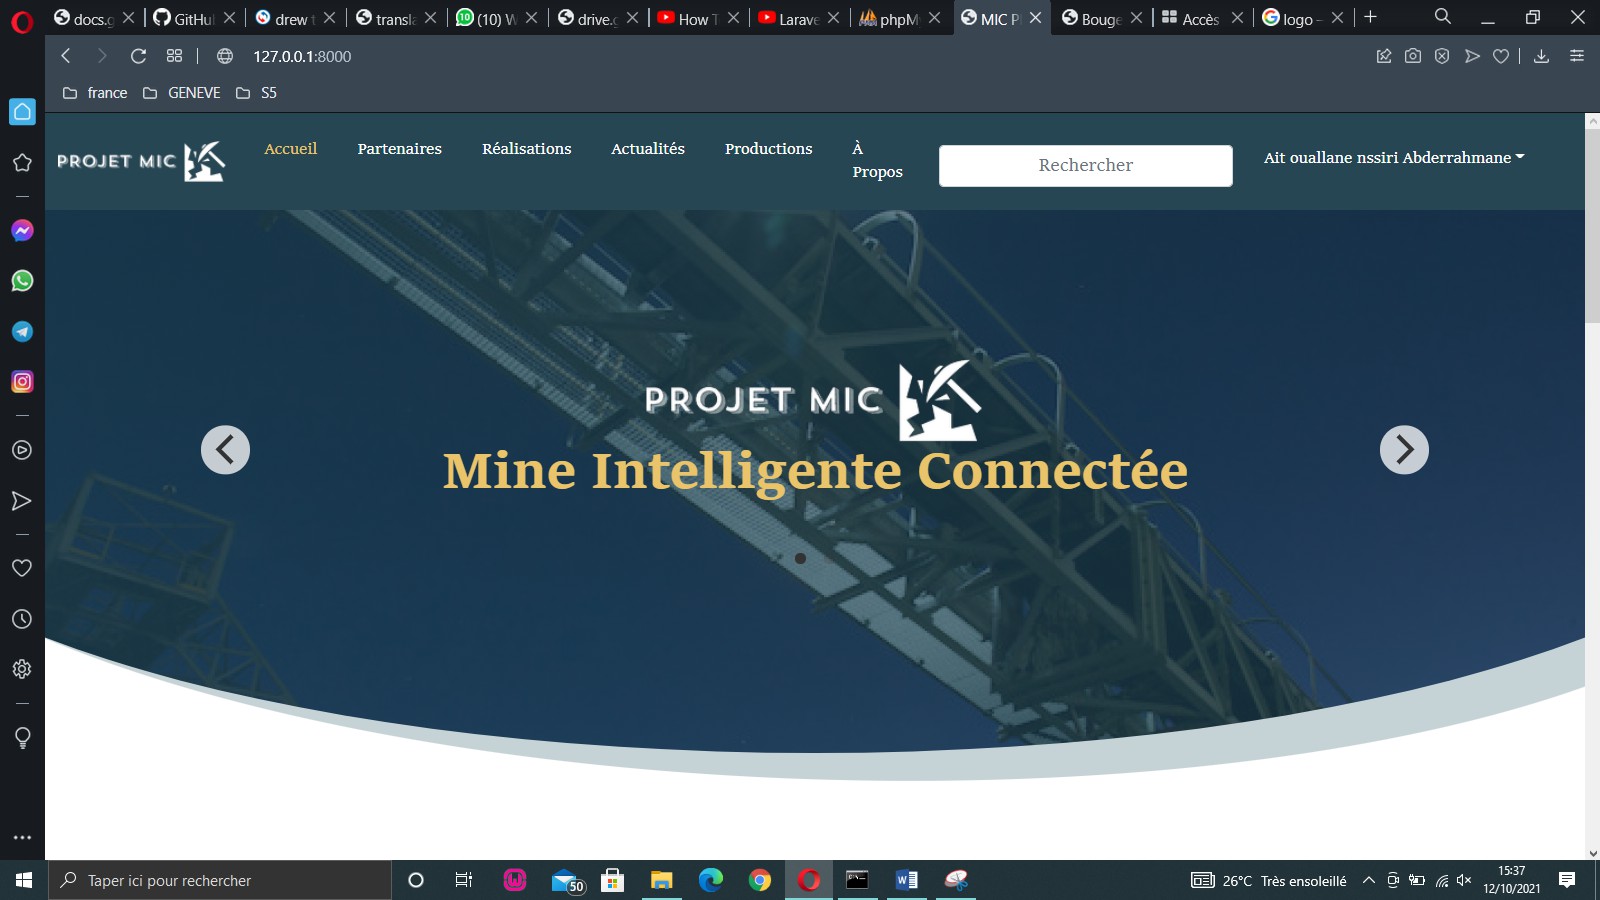 docs.g
GitHu
drew t
transla
(10) W
drive.g
How T
Larave
phpM
MIC P
Bouge
Accès
logo –
127.0.0.1:8000
france
GENEVE
S5
PROJET MIC
Accueil
Partenaires
Réalisations
Actualités
Productions
À
Propos
Rechercher
Ait ouallane nssiri Abderrahmane
PROJET MIC
Mine Intelligente Connectée
Taper ici pour rechercher
50
26°C Très ensoleillé
15:37
12/10/2021